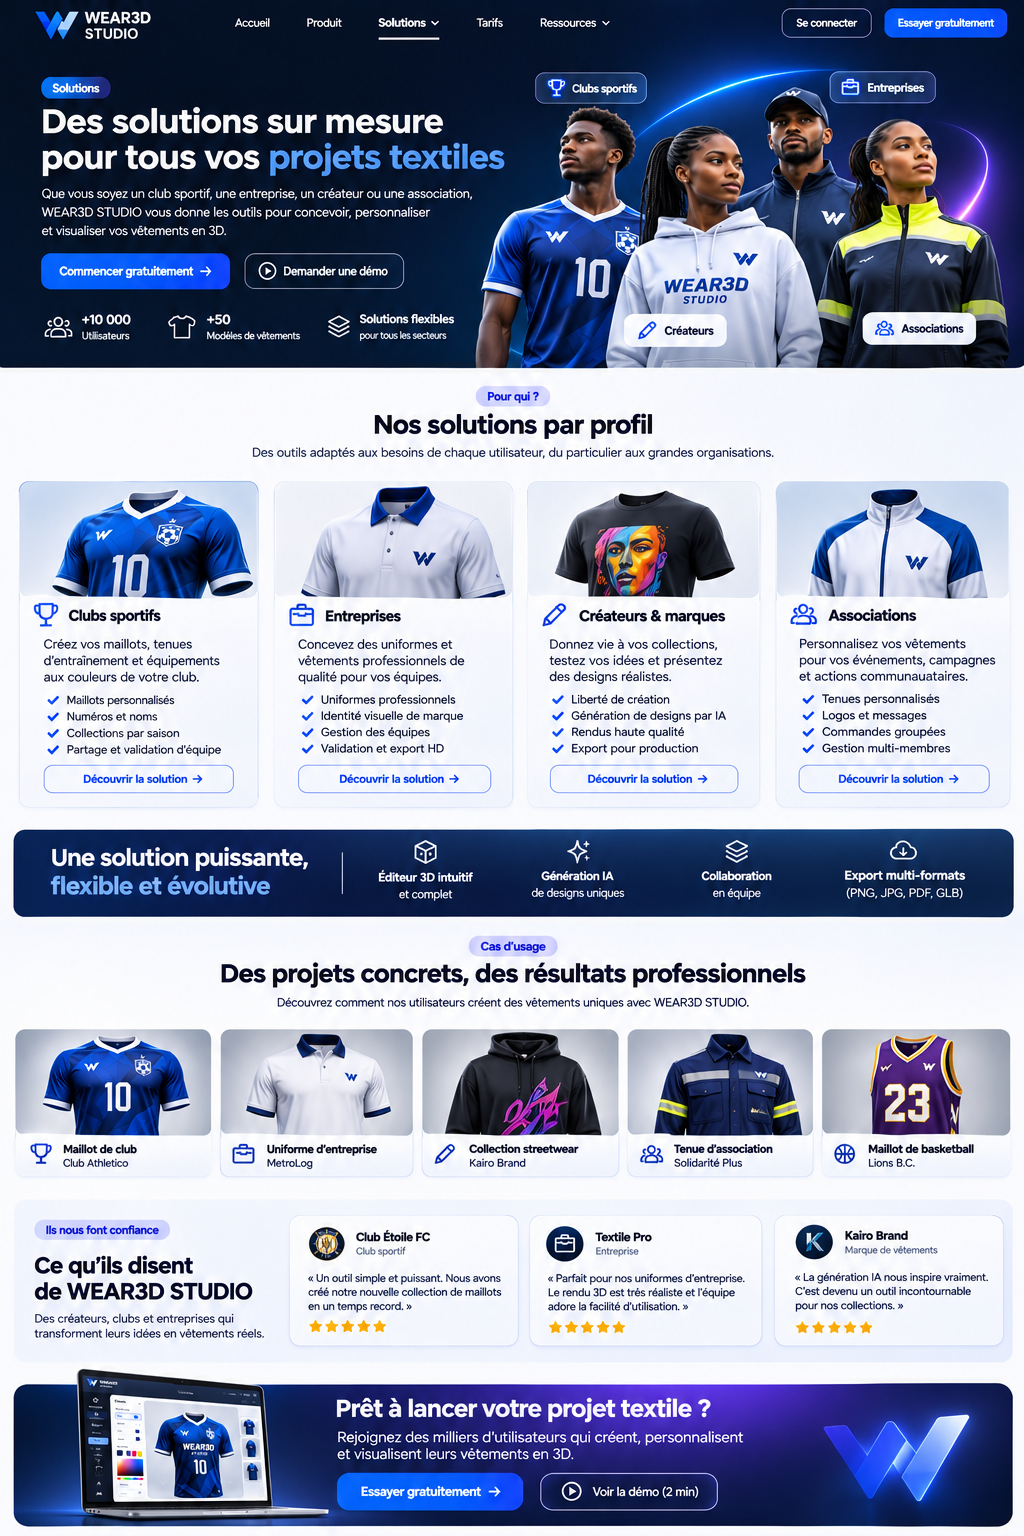 WEAR3D
STUDIO
Accueil
Produit
Solutions
Tarifs
Ressources
Se connecter
Essayer gratuitement
Solutions
Des solutions sur mesure
pour tous vos projets textiles
Que vous soyez un club sportif, une entreprise, un créateur ou une association,
WEAR3D STUDIO vous donne les outils pour concevoir, personnaliser
et visualiser vos vêtements en 3D.
Commencer gratuitement →
Demander une démo
+10 000
Utilisateurs
+50
Modèles de vêtements
Solutions flexibles
pour tous les secteurs
Clubs sportifs
Entreprises
10
WEAR3D
STUDIO
Créateurs
Associations
Pour qui ?
Nos solutions par profil
Des outils adaptés aux besoins de chaque utilisateur, du particulier aux grandes organisations.
10
Clubs sportifs
Créez vos maillots, tenues
d'entraînement et équipements
aux couleurs de votre club.
Maillots personnalisés
Numéros et noms
Collections par saison
Partage et validation d'équipe
Découvrir la solution →
Entreprises
Concevez des uniformes et
vêtements professionnels de
qualité pour vos équipes.
Uniformes professionnels
Identité visuelle de marque
Gestion des équipes
Validation et export HD
Découvrir la solution →
Créateurs & marques
Donnez vie à vos collections,
testez vos idées et présentez
des designs réalistes.
Liberté de création
Génération de designs par IA
Rendus haute qualité
Export pour production
Découvrir la solution →
Associations
Personnalisez vos vêtements
pour vos événements, campagnes
et actions communauataires.
Tenues personnalisés
Logos et messages
Commandes groupées
Gestion multi-membres
Découvrir la solution →
Une solution puissante,
flexible et évolutive
Éditeur 3D intuitif
et complet
Génération IA
de designs uniques
Collaboration
en équipe
Export multi-formats
(PNG, JPG, PDF, GLB)
Cas d'usage
Des projets concrets, des résultats professionnels
Découvrez comment nos utilisateurs créent des vêtements uniques avec WEAR3D STUDIO.
10
Maillot de club
Club Athletico
Uniforme d'entreprise
MetroLog
Collection streetwear
Kairo Brand
Tenue d'association
Solidarité Plus
23
Maillot de basketball
Lions B.C.
Ils nous font confiance
Ce qu'ils disent
de WEAR3D STUDIO
Des créateurs, clubs et entreprises qui
transforment leurs idées en vêtements réels.
Club Étoile FC
Club sportif
« Un outil simple et puissant. Nous avons
créé notre nouvelle collection de maillots
en un temps record. »
Textile Pro
Entreprise
« Parfait pour nos uniformes d'entreprise.
Le rendu 3D est très réaliste et l'équipe
adore la facilité d'utilisation. »
K
Kairo Brand
Marque de vêtements
« La génération IA nous inspire vraiment.
C'est devenu un outil incontournable
pour nos collections. »
WEAR3D
10
Prêt à lancer votre projet textile ?
Rejoignez des milliers d'utilisateurs qui créent, personnalisent
et visualisent leurs vêtements en 3D.
Essayer gratuitement →
Voir la démo (2 min)